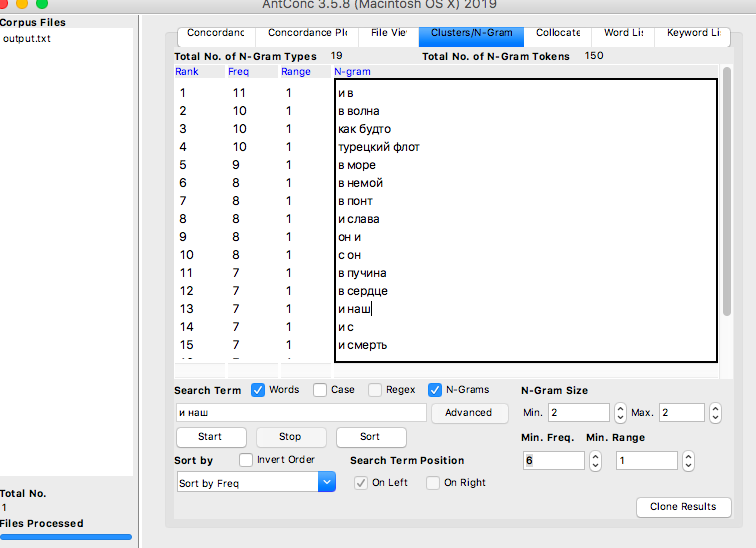 AntConc 3.5.8 (Macintosh OS X) 2019
Corpus Files
output.txt
Concordanc Concordance Plo File Viev Clusters/N-Gram Collocate Word Lis Keyword Li
Total No. of N-Gram Types 19 Total No. of N-Gram Tokens 150
Rank Freq Range N-gram
1 11 1 и в
2 10 1 в волна
3 10 1 как будто
4 10 1 турецкий флот
5 9 1 в море
6 8 1 в немой
7 8 1 в понт
8 8 1 и слава
9 8 1 он и
10 8 1 с он
11 7 1 в пучина
12 7 1 в сердце
13 7 1 и наш
14 7 1 и с
15 7 1 и смерть
Search Term Words Case Regex N-Grams N-Gram Size
и наш Advanced Min. 2 Max. 2
Start Stop Sort Min. Freq. Min. Range
Sort by Invert Order Search Term Position 6 1
Sort by Freq On Left On Right
Clone Results
Total No.
1
Files Processed